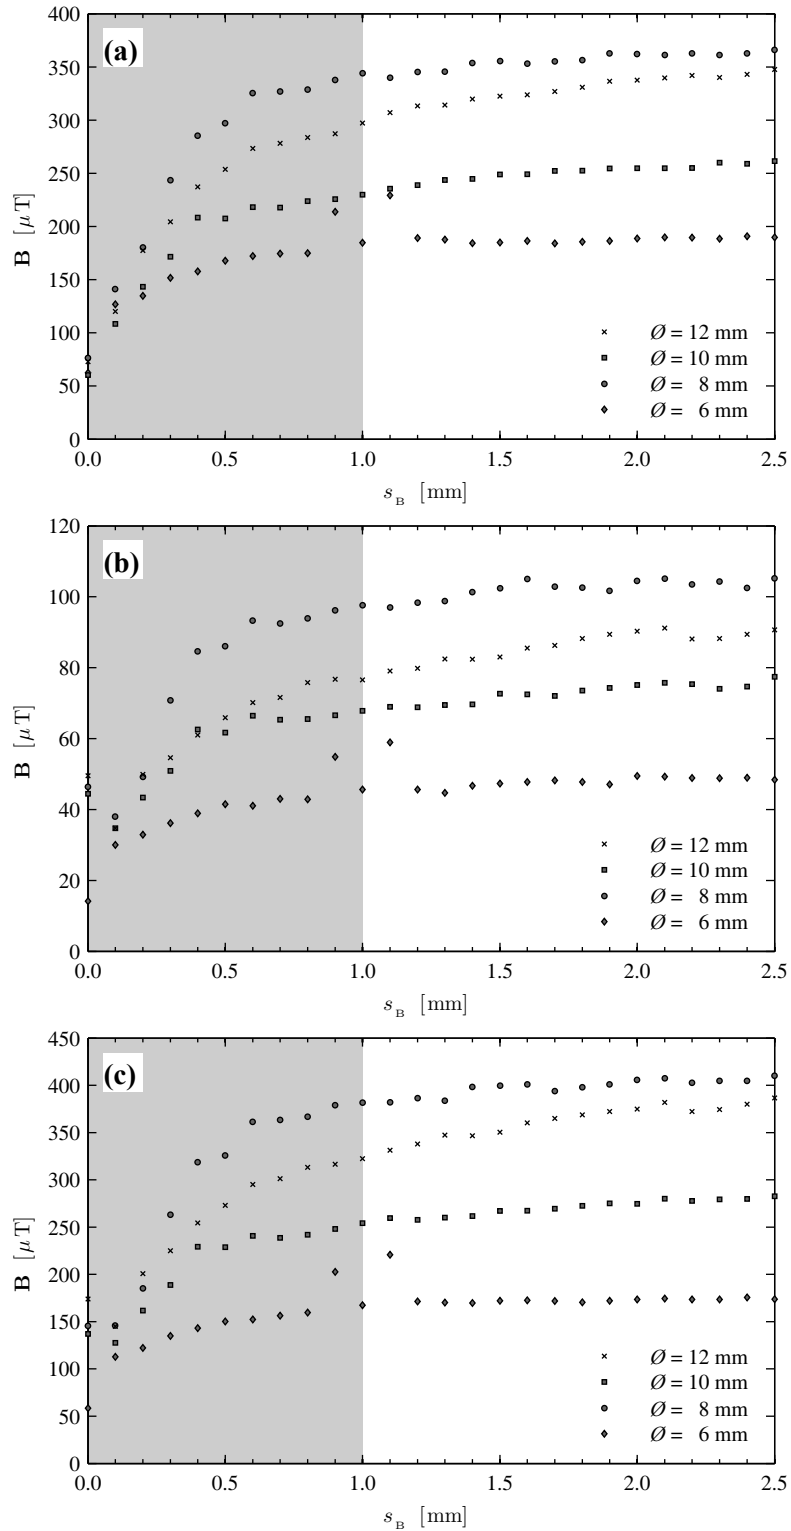 400
350
300
250
200
150
100
50
0
B [μT]
(a)
Ø = 12 mm
Ø = 10 mm
Ø = 8 mm
Ø = 6 mm
0.0 0.5 1.0 1.5 2.0 2.5
s_B [mm]
120
100
80
60
40
20
0
B [μT]
(b)
Ø = 12 mm
Ø = 10 mm
Ø = 8 mm
Ø = 6 mm
0.0 0.5 1.0 1.5 2.0 2.5
s_B [mm]
450
400
350
300
250
200
150
100
50
0
B [μT]
(c)
Ø = 12 mm
Ø = 10 mm
Ø = 8 mm
Ø = 6 mm
0.0 0.5 1.0 1.5 2.0 2.5
s_B [mm]